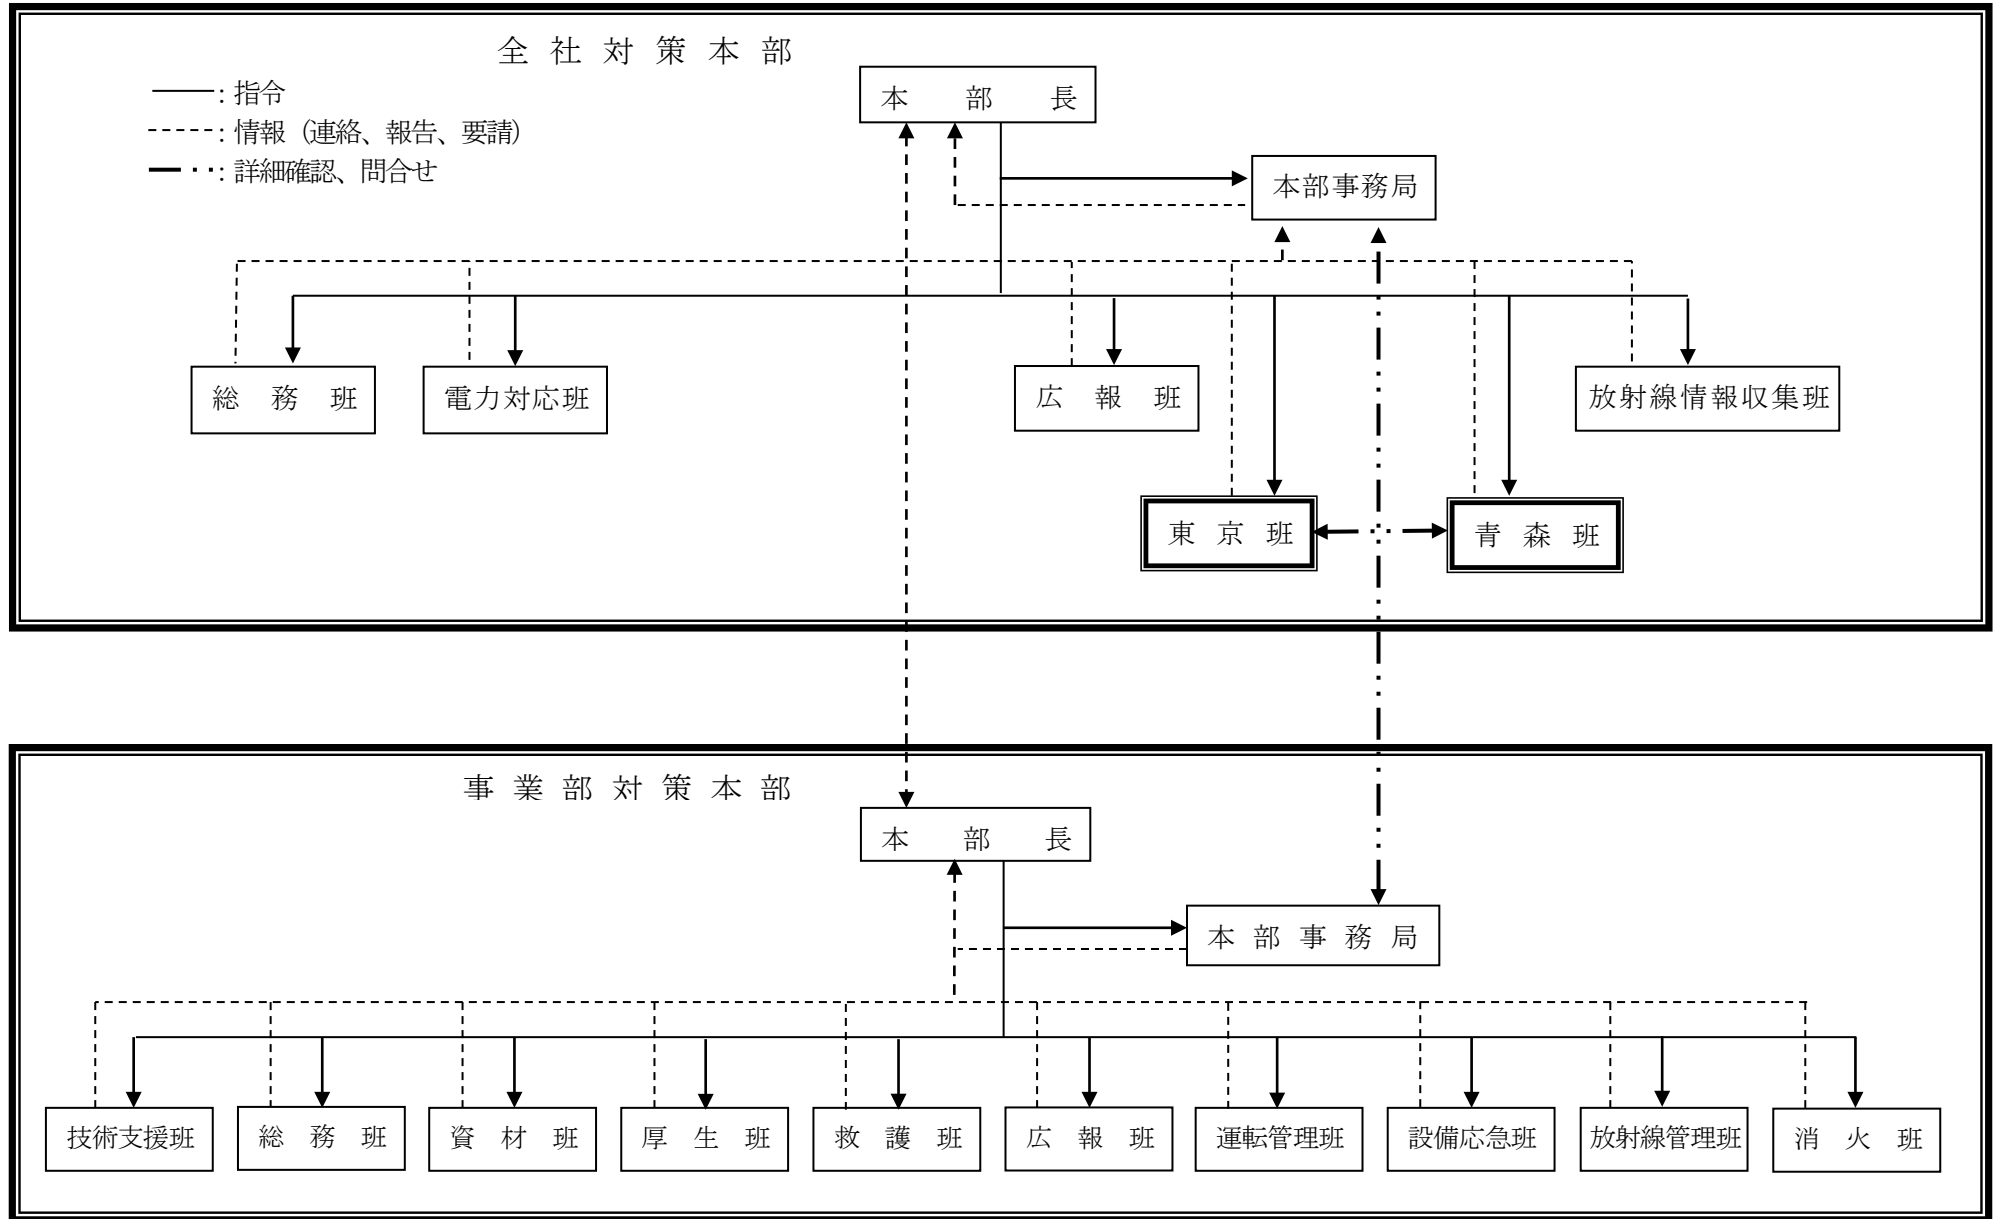 全社対策本部
：指令
：情報（連絡、報告、要請）
：詳細確認、問合せ
本部長
本部事務局
総務班
電力対応班
広報班
放射線情報収集班
東京班
青森班
事業部対策本部
本部長
本部事務局
技術支援班
総務班
資材班
厚生班
救護班
広報班
運転管理班
設備応急班
放射線管理班
消火班